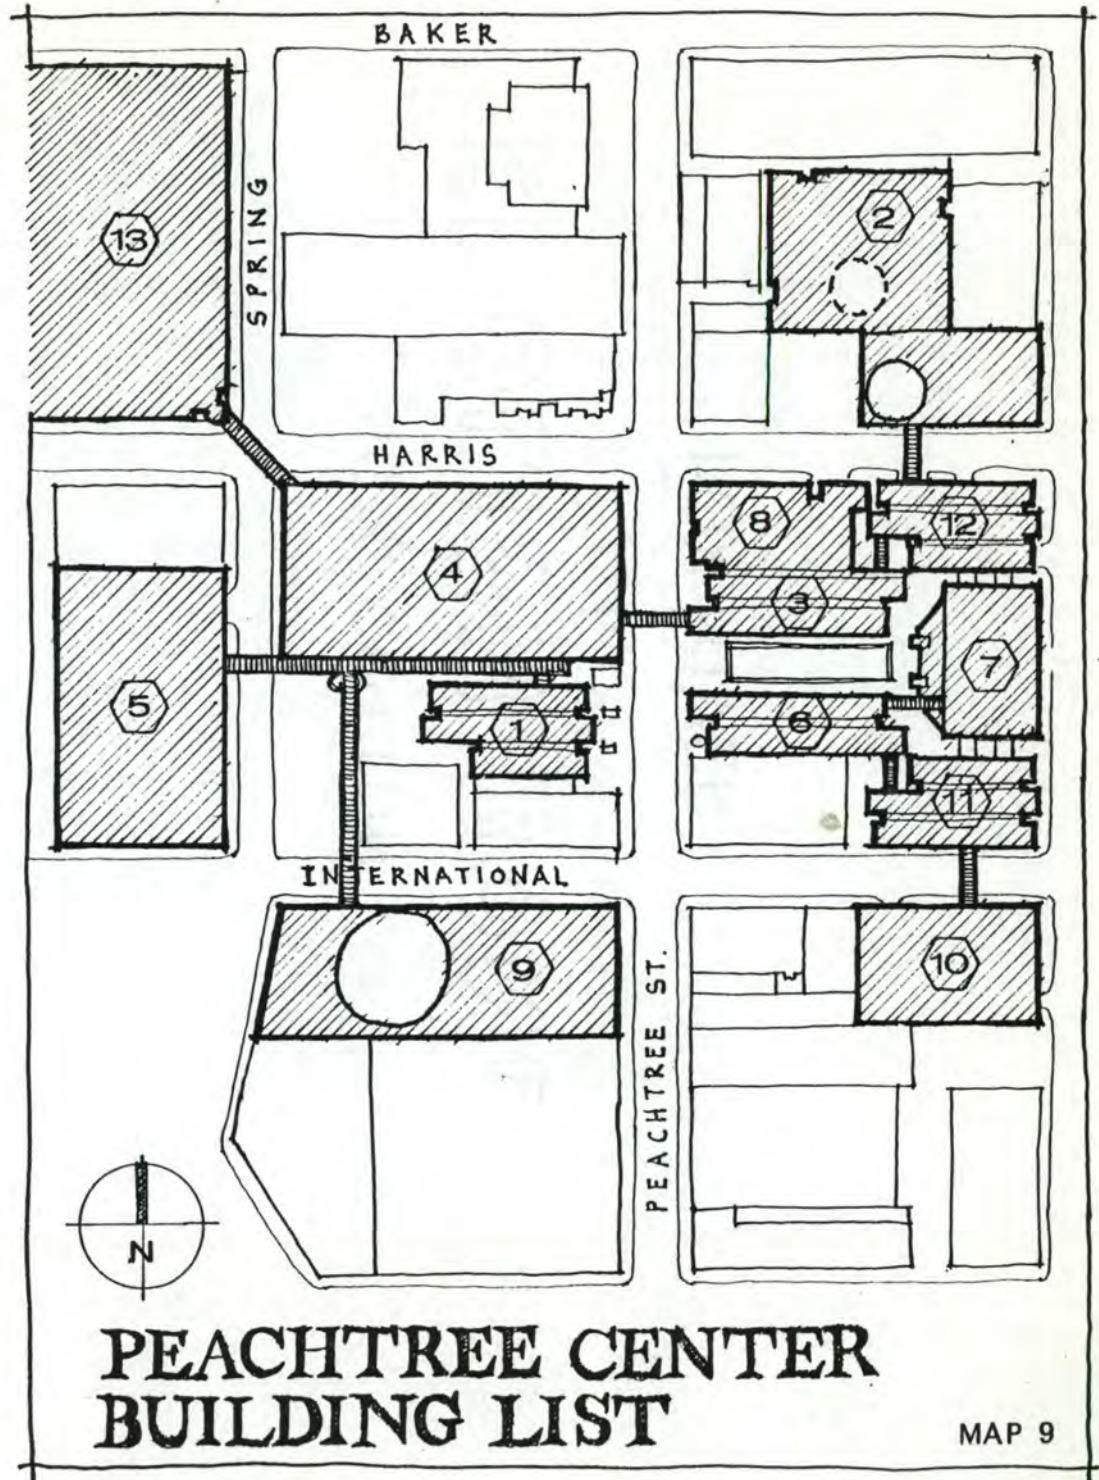 BAKER
SPRING
13
2
HARRIS
8
12
4
3
7
5
1
6
11
INTERNATIONAL
9
10
PEACHTREE ST.
N
PEACHTREE CENTER
BUILDING LIST
MAP 9